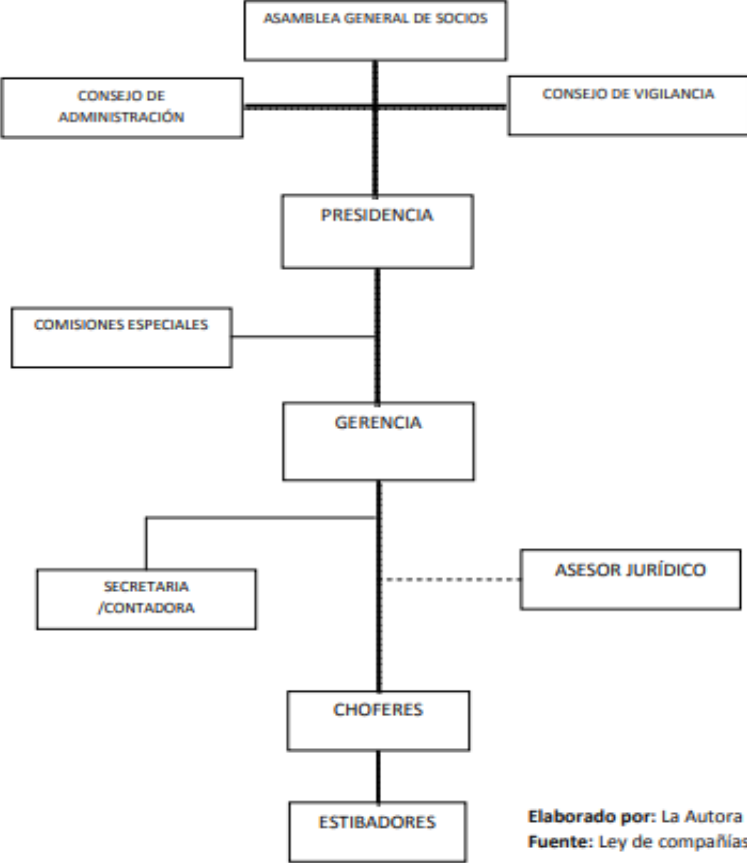 ASAMBLEA GENERAL DE SOCIOS
CONSEJO DE
ADMINISTRACIÓN
CONSEJO DE VIGILANCIA
PRESIDENCIA
COMISIONES ESPECIALES
GERENCIA
SECRETARIA
/CONTADORA
ASESOR JURÍDICO
CHOFERES
ESTIBADORES
Elaborado por: La Autora
Fuente: Ley de compañías